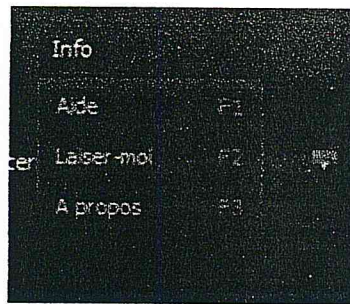 Info
Aide F1
cer Laiser-moi F2
A propos F3